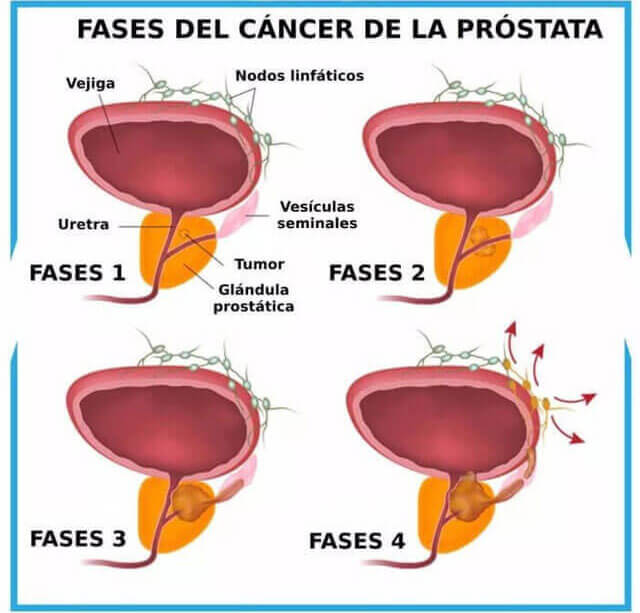 FASES DEL CÁNCER DE LA PRÓSTATA
Vejiga
Nodos linfáticos
Uretra
Vesículas
seminales
Tumor
Glándula
prostática
FASES 1
FASES 2
FASES 3
FASES 4